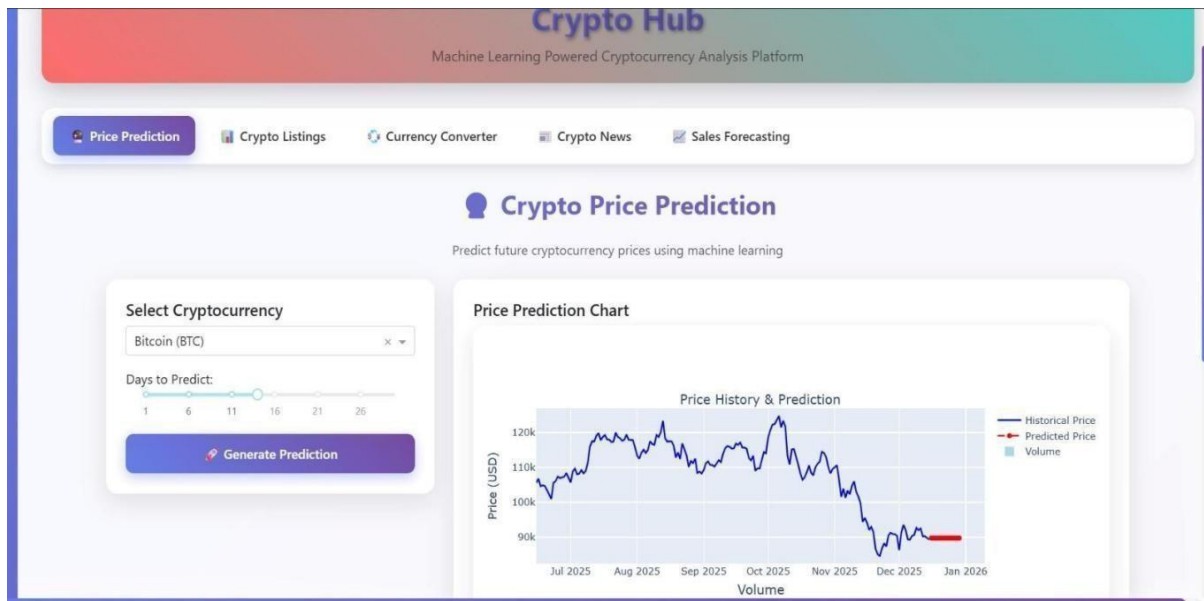 Crypto Hub
Machine Learning Powered Cryptocurrency Analysis Platform
Price Prediction
Crypto Listings
Currency Converter
Crypto News
Sales Forecasting
Crypto Price Prediction
Predict future cryptocurrency prices using machine learning
Select Cryptocurrency
Bitcoin (BTC)
Days to Predict:
1 6 11 16 21 26
Generate Prediction
Price Prediction Chart
Price History & Prediction
Historical Price
Predicted Price
Volume
Price (USD)
120k
110k
100k
90k
Jul 2025 Aug 2025 Sep 2025 Oct 2025 Nov 2025 Dec 2025 Jan 2026
Volume